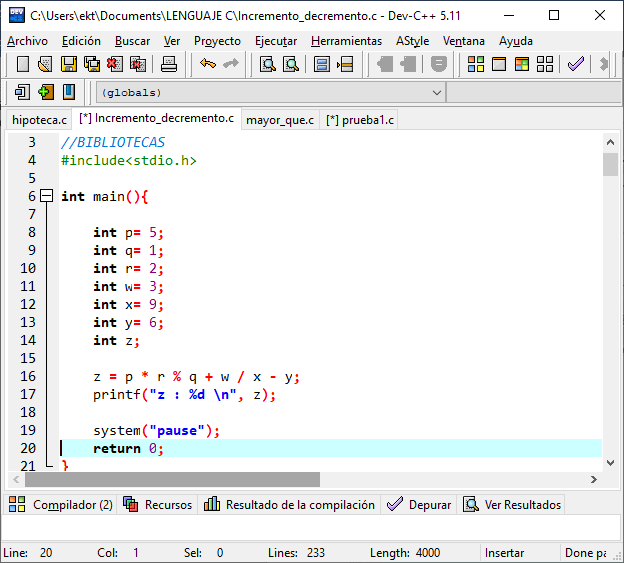 C:\Users\ekt\Documents\LENGUAJE C\Incremento_decremento.c - Dev-C++ 5.11
Archivo Edición Buscar Ver Proyecto Ejecutar Herramientas AStyle Ventana Ayuda
(globals)
hipoteca.c [*] Incremento_decremento.c mayor_que.c [*] prueba1.c
3 //BIBLIOTECAS
4 #include<stdio.h>
5
6 int main(){
7
8 int p= 5;
9 int q= 1;
10 int r= 2;
11 int w= 3;
12 int x= 9;
13 int y= 6;
14 int z;
15
16 z = p * r % q + w / x - y;
17 printf("z : %d \n", z);
18
19 system("pause");
20 return 0;
21 }
Compilador (2) Recursos Resultado de la compilación Depurar Ver Resultados
Line: 20 Col: 1 Sel: 0 Lines: 233 Length: 4000 Insertar Done pa